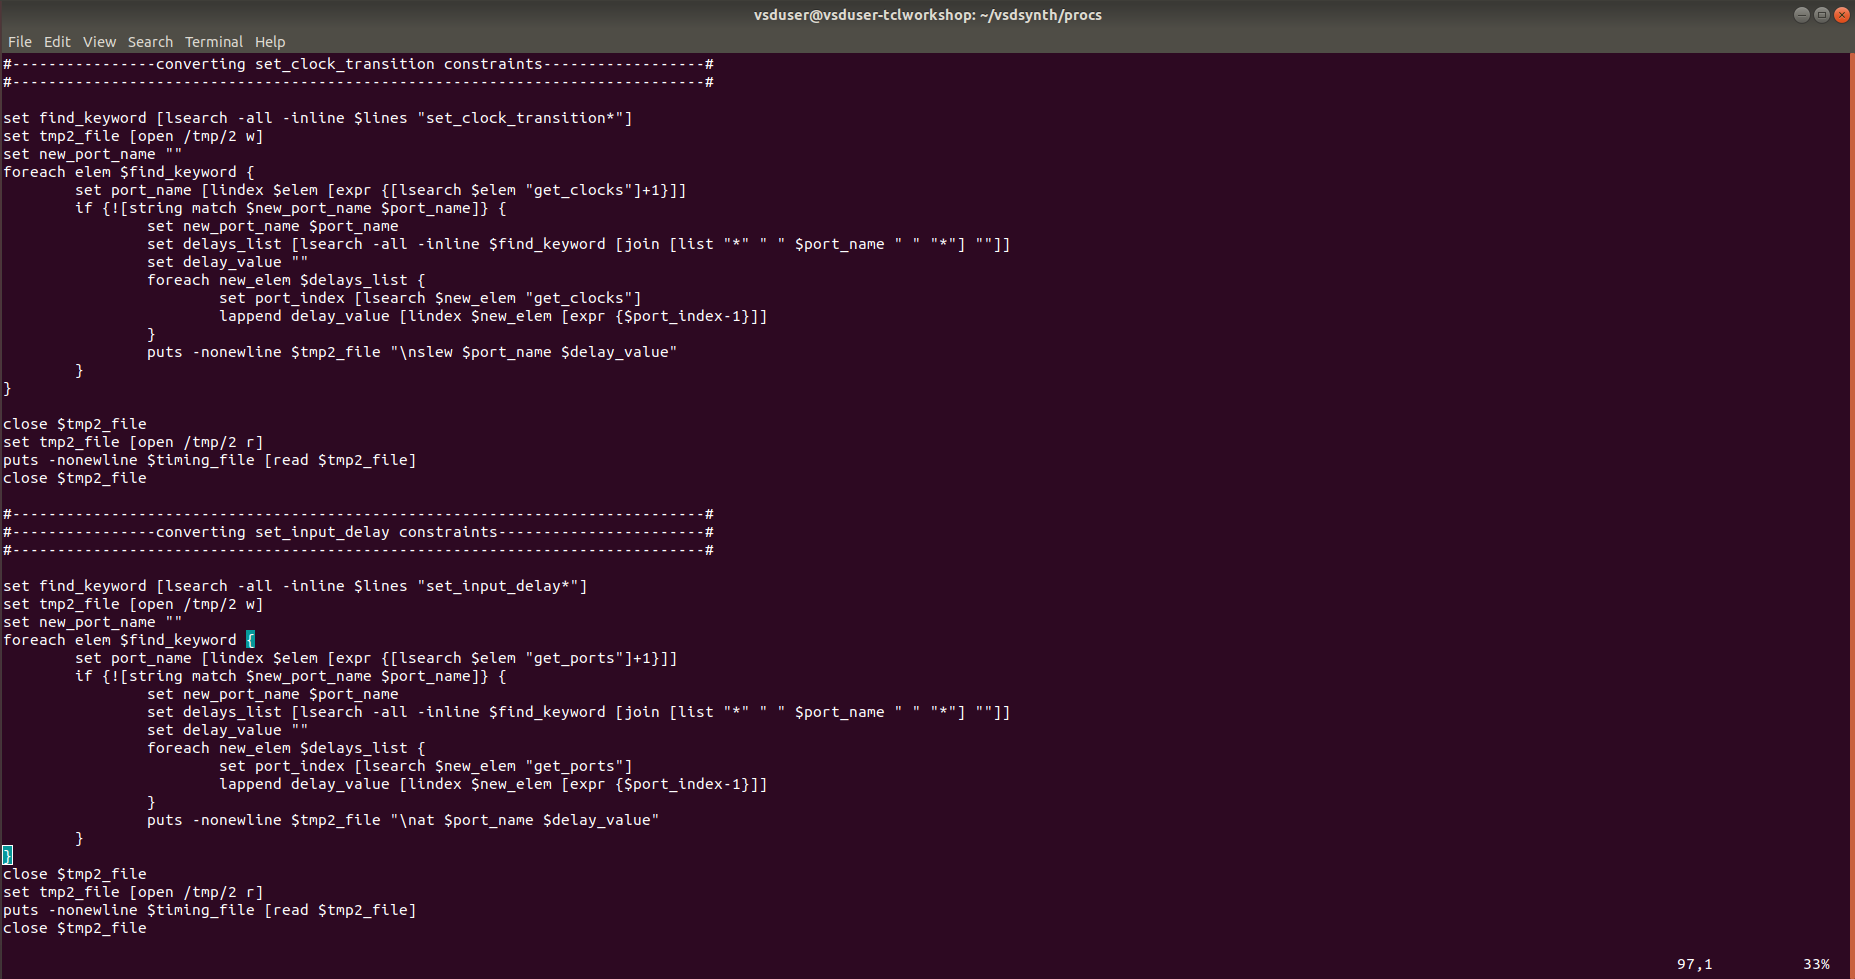 vsduser@vsduser-tclworkshop: ~/vsdsynth/procs
File Edit View Search Terminal Help
#----------------converting set_clock_transition constraints------------------#
#-----------------------------------------------------------------------------#
set find_keyword [lsearch -all -inline $lines "set_clock_transition*"]
set tmp2_file [open /tmp/2 w]
set new_port_name ""
foreach elem $find_keyword {
        set port_name [lindex $elem [expr {[lsearch $elem "get_clocks"]+1}]]
        if {![string match $new_port_name $port_name]} {
                set new_port_name $port_name
                set delays_list [lsearch -all -inline $find_keyword [join [list "*" " " $port_name " " "*"] ""]]
                set delay_value ""
                foreach new_elem $delays_list {
                        set port_index [lsearch $new_elem "get_clocks"]
                        lappend delay_value [lindex $new_elem [expr {$port_index-1}]]
                }
                puts -nonewline $tmp2_file "\nslew $port_name $delay_value"
        }
}
close $tmp2_file
set tmp2_file [open /tmp/2 r]
puts -nonewline $timing_file [read $tmp2_file]
close $tmp2_file
#-----------------------------------------------------------------------------#
#----------------converting set_input_delay constraints-----------------------#
#-----------------------------------------------------------------------------#
set find_keyword [lsearch -all -inline $lines "set_input_delay*"]
set tmp2_file [open /tmp/2 w]
set new_port_name ""
foreach elem $find_keyword {
        set port_name [lindex $elem [expr {[lsearch $elem "get_ports"]+1}]]
        if {![string match $new_port_name $port_name]} {
                set new_port_name $port_name
                set delays_list [lsearch -all -inline $find_keyword [join [list "*" " " $port_name " " "*"] ""]]
                set delay_value ""
                foreach new_elem $delays_list {
                        set port_index [lsearch $new_elem "get_ports"]
                        lappend delay_value [lindex $new_elem [expr {$port_index-1}]]
                }
                puts -nonewline $tmp2_file "\nat $port_name $delay_value"
        }
}
close $tmp2_file
set tmp2_file [open /tmp/2 r]
puts -nonewline $timing_file [read $tmp2_file]
close $tmp2_file
97,1 33%